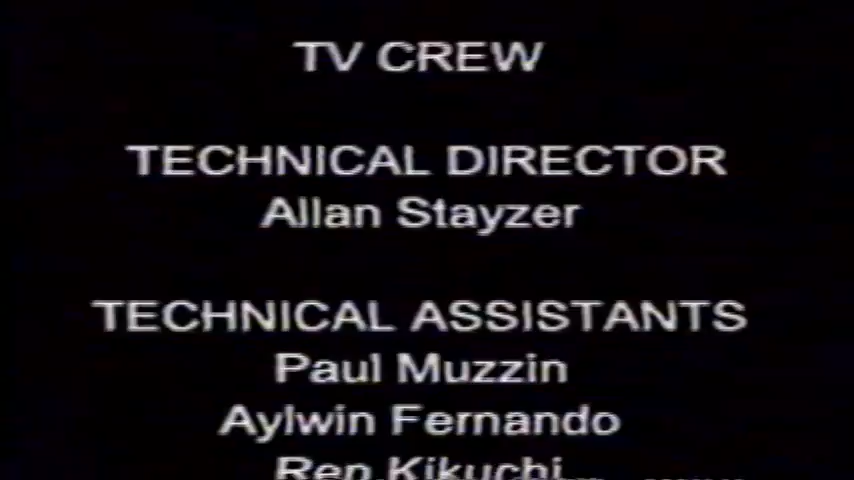 TV CREW
TECHNICAL DIRECTOR
Allan Stayzer
TECHNICAL ASSISTANTS
Paul Muzzin
Aylwin Fernando
Ren Kikuchi